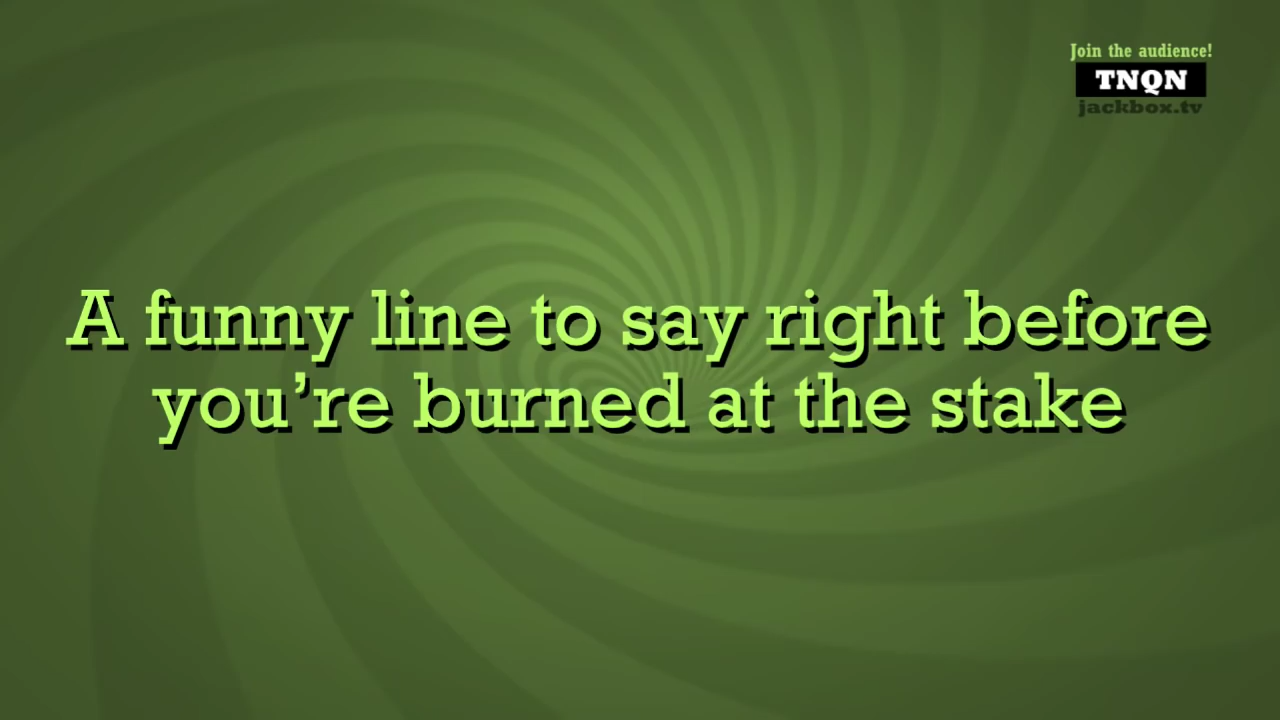 Join the audience!
TNQN
jackbox.tv
A funny line to say right before
you’re burned at the stake